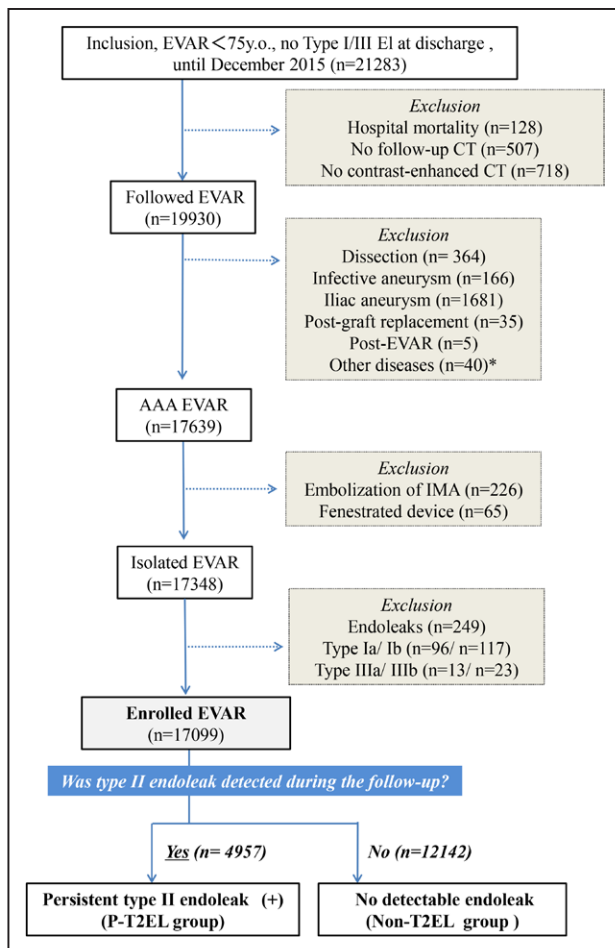 Inclusion, EVAR<75y.o., no Type I/III El at discharge ,
until December 2015 (n=21283)
Exclusion
Hospital mortality (n=128)
No follow-up CT (n=507)
No contrast-enhanced CT (n=718)
Followed EVAR
(n=19930)
Exclusion
Dissection (n= 364)
Infective aneurysm (n=166)
Iliac aneurysm (n=1681)
Post-graft replacement (n=35)
Post-EVAR (n=5)
Other diseases (n=40)*
AAA EVAR
(n=17639)
Exclusion
Embolization of IMA (n=226)
Fenestrated device (n=65)
Isolated EVAR
(n=17348)
Exclusion
Endoleaks (n=249)
Type Ia/ Ib (n=96/ n=117)
Type IIIa/ IIIb (n=13/ n=23)
Enrolled EVAR
(n=17099)
Was type II endoleak detected during the follow-up?
Yes (n= 4957)
No (n=12142)
Persistent type II endoleak (+)
(P-T2EL group)
No detectable endoleak
(Non-T2EL group )